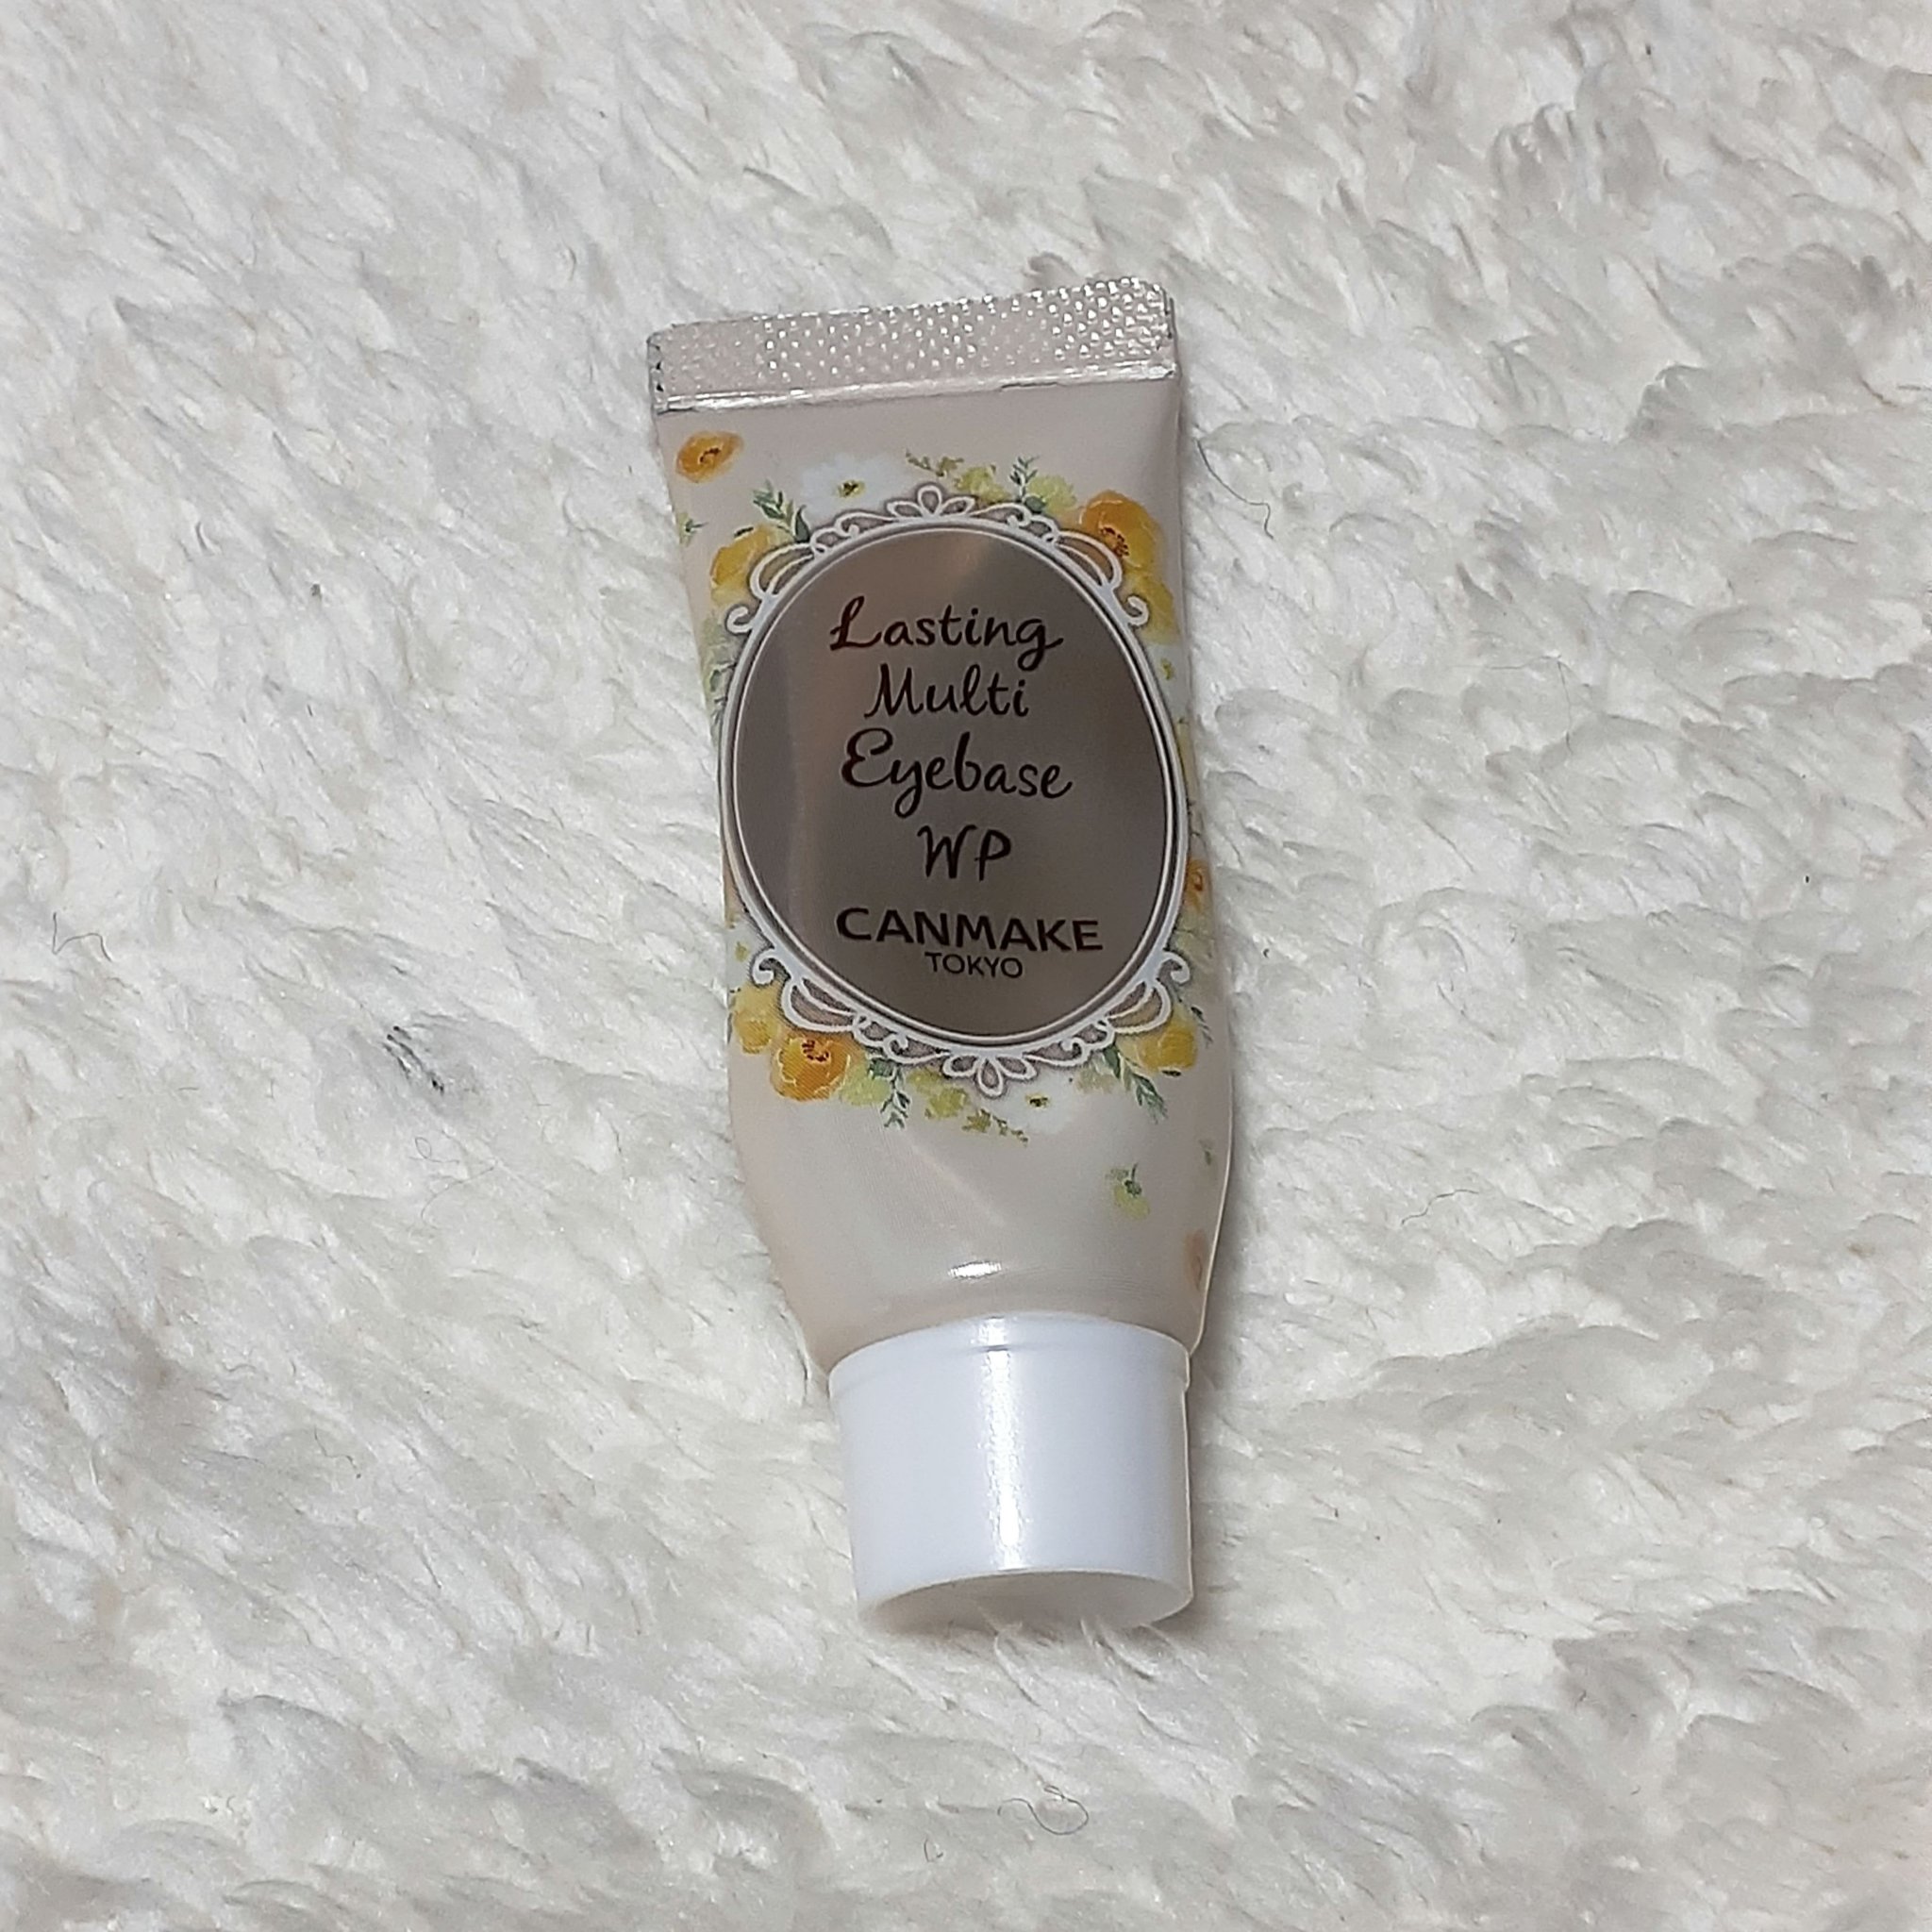 Lasting
Multi
Eyebase
WP
CANMAKE
TOKYO